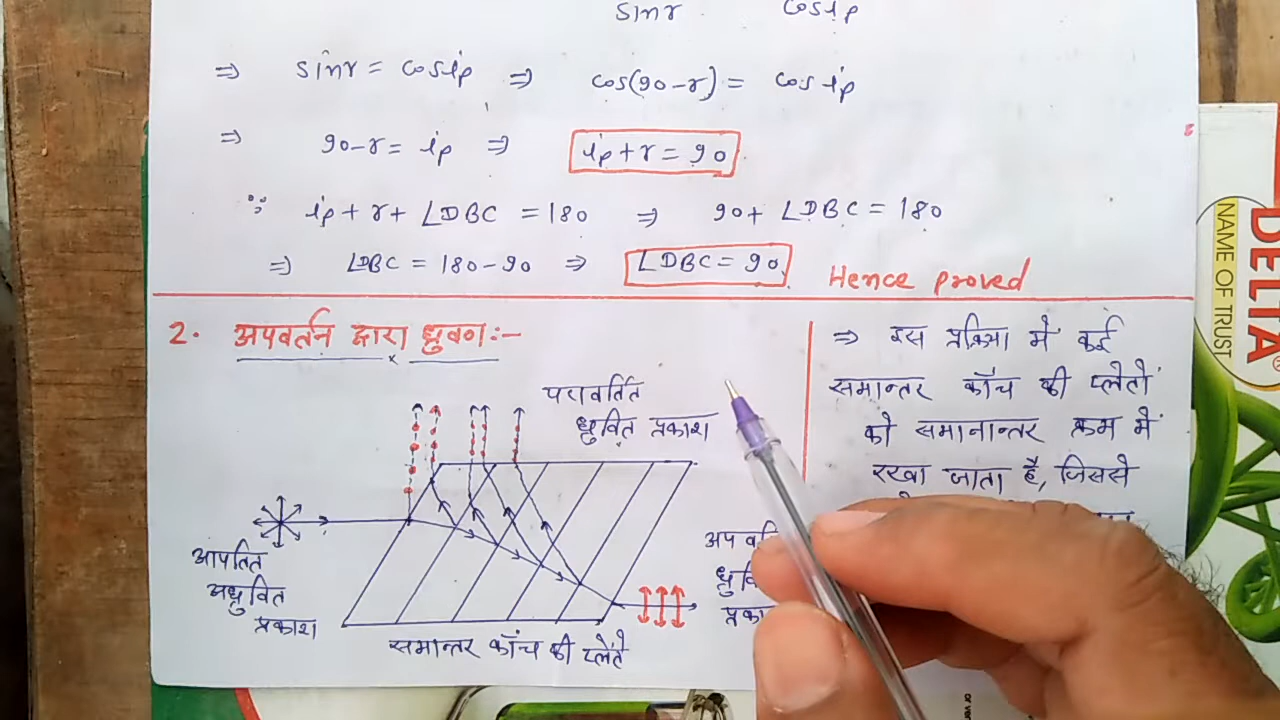 sinr cosip
⇒ sinr = cosip ⇒ cos(90-r) = cosip
⇒ 90-r = ip ⇒ ip+r = 90
∵ ip+r+∠DBC = 180 ⇒ 90+∠DBC = 180
⇒ ∠DBC = 180-90 ⇒ ∠DBC = 90 Hence proved
2. अपवर्तन द्वारा ध्रुवण:-
परावर्तित
ध्रुवित प्रकाश
आपतित
अध्रुवित
प्रकाश
समान्तर काँच की प्लेटें
⇒ इस प्रक्रिया में कई
समान्तर काँच की प्लेटों
को समानान्तर क्रम में
रखा जाता है, जिससे
DELTA
NAME OF TRUST